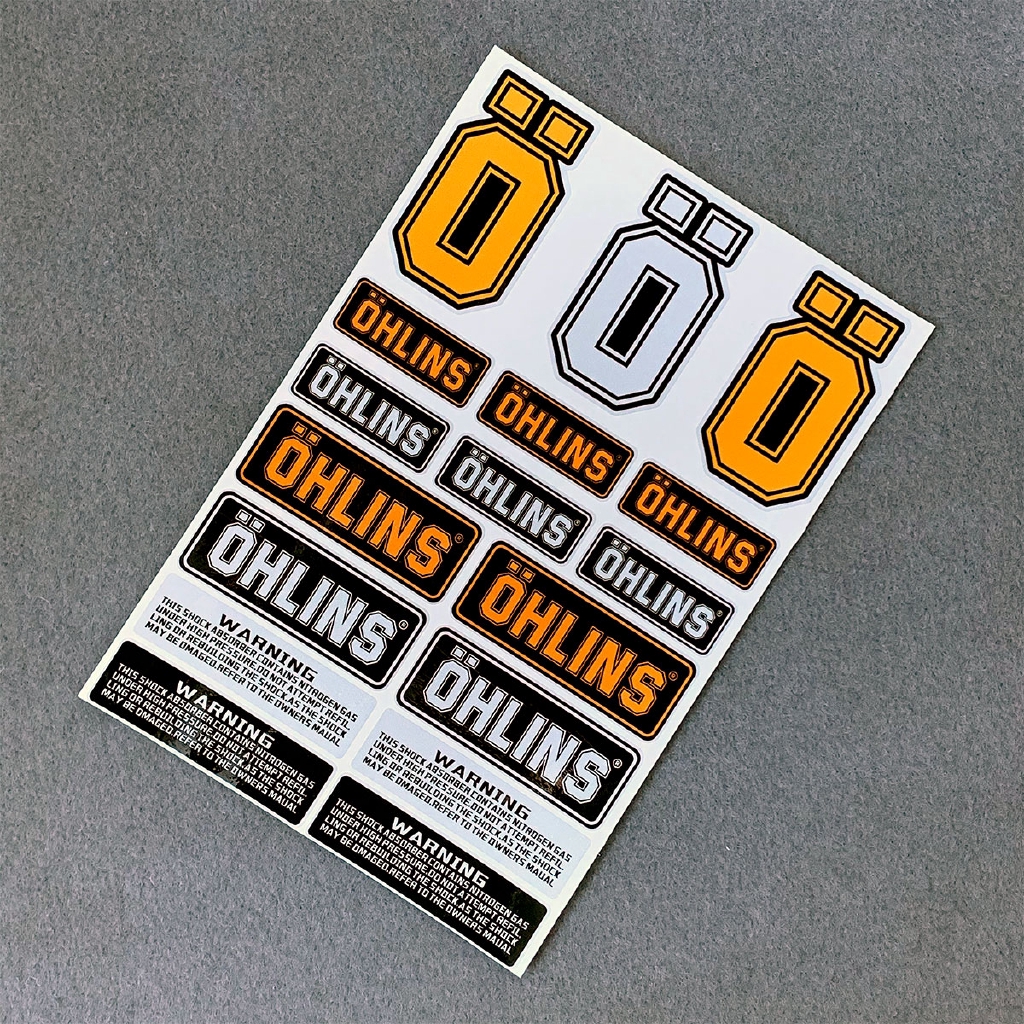 Ö
Ö
Ö
ÖHLINS
ÖHLINS®
ÖHLINS
ÖHLINS®
ÖHLINS
ÖHLINS®
ÖHLINS®
ÖHLINS®
ÖHLINS®
ÖHLINS®
WARNING
THIS SHOCK ABSORBER CONTAINS NITROGEN GAS
UNDER HIGH PRESSURE.DO NOT ATTEMPT REFIL
LING OR REBUILDING THE SHOCK.AS THE SHOCK
MAY BE OMAGED.REFER TO THE OWNERS MAUAL
WARNING
THIS SHOCK ABSORBER CONTAINS NITROGEN GAS
UNDER HIGH PRESSURE.DO NOT ATTEMPT REFIL
LING OR REBUILDING THE SHOCK.AS THE SHOCK
MAY BE OMAGED.REFER TO THE OWNERS MAUAL
WARNING
THIS SHOCK ABSORBER CONTAINS NITROGEN GAS
UNDER HIGH PRESSURE.DO NOT ATTEMPT REFIL
LING OR REBUILDING THE SHOCK.AS THE SHOCK
MAY BE OMAGED.REFER TO THE OWNERS MAUAL
WARNING
THIS SHOCK ABSORBER CONTAINS NITROGEN GAS
UNDER HIGH PRESSURE.DO NOT ATTEMPT REFIL
LING OR REBUILDING THE SHOCK.AS THE SHOCK
MAY BE OMAGED.REFER TO THE OWNERS MAUAL